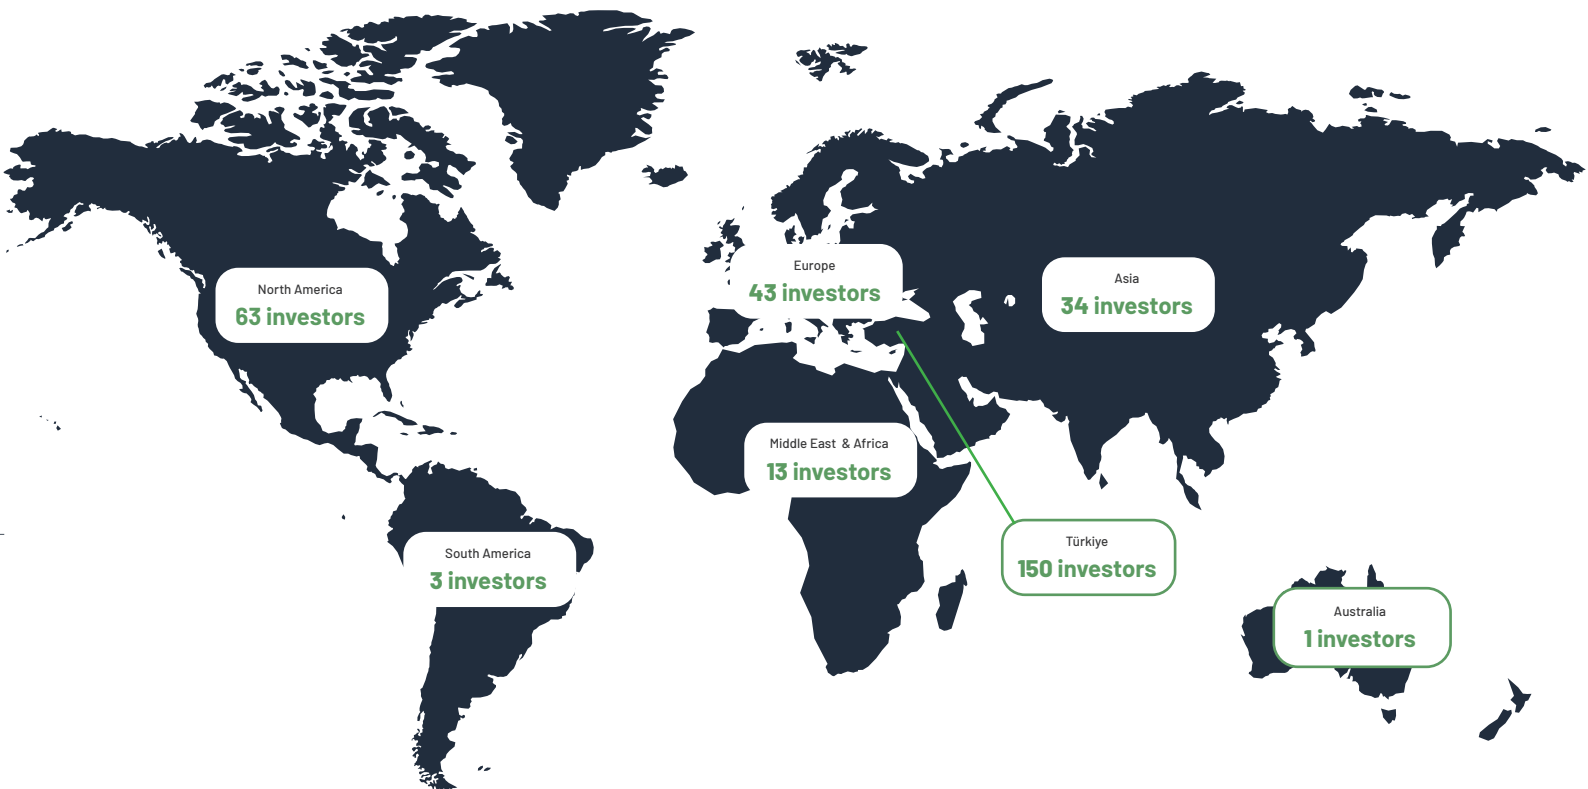 Europe
43 investors
Asia
34 investors
North America
63 investors
Middle East & Africa
13 investors
Türkiye
150 investors
South America
3 investors
Australia
1 investors